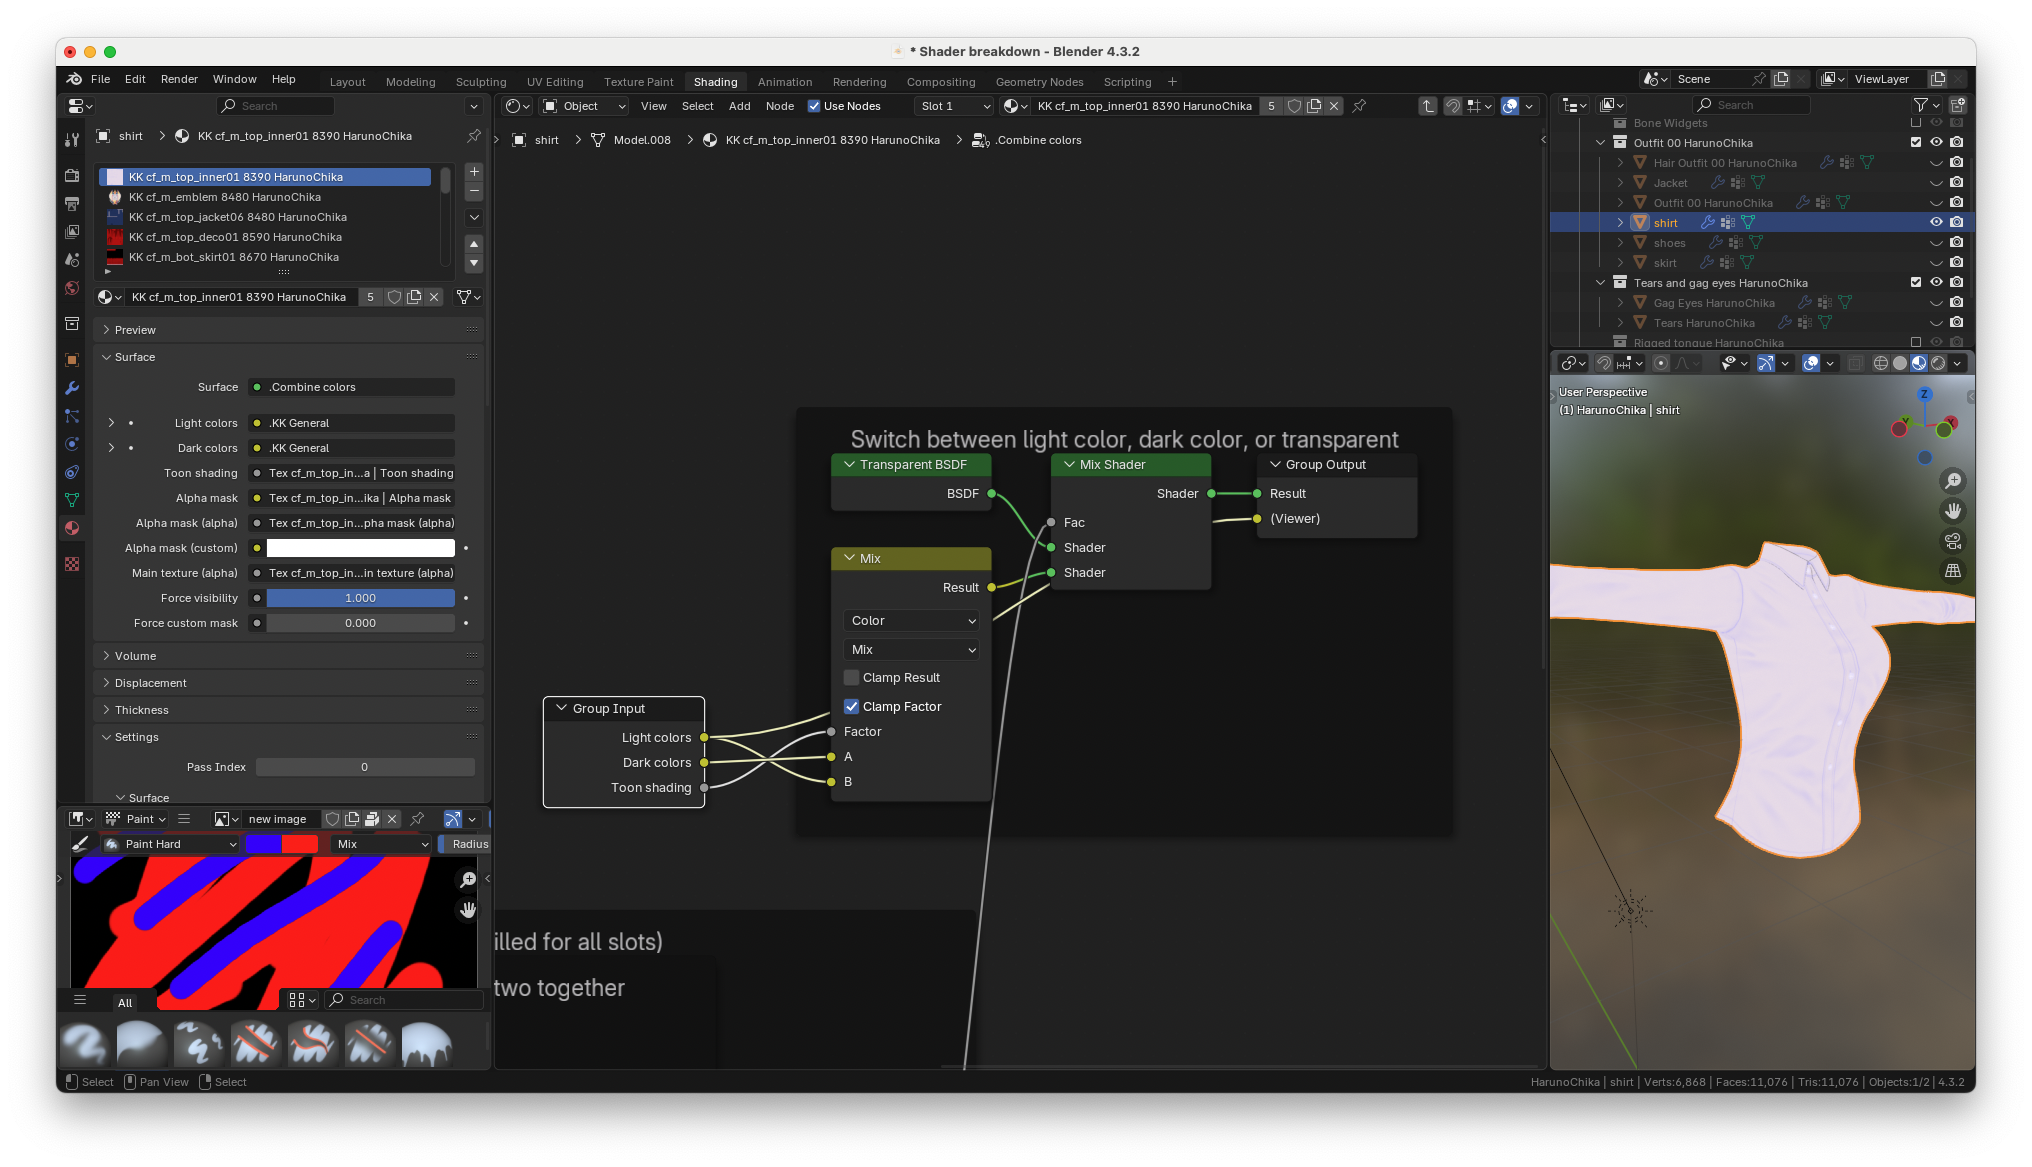 * Shader breakdown - Blender 4.3.2
File Edit Render Window Help
Layout Modeling Sculpting UV Editing Texture Paint Shading Animation Rendering Compositing Geometry Nodes Scripting +
Scene
ViewLayer
Search
shirt > KK cf_m_top_inner01 8390 HarunoChika
KK cf_m_top_inner01 8390 HarunoChika
KK cf_m_emblem 8480 HarunoChika
KK cf_m_top_jacket06 8480 HarunoChika
KK cf_m_top_deco01 8590 HarunoChika
KK cf_m_bot_skirt01 8670 HarunoChika
KK cf_m_top_inner01 8390 HarunoChika 5
Preview
Surface
Surface .Combine colors
Light colors .KK General
Dark colors .KK General
Toon shading Tex cf_m_top_in...a | Toon shading
Alpha mask Tex cf_m_top_in...ika | Alpha mask
Alpha mask (alpha) Tex cf_m_top_in...pha mask (alpha)
Alpha mask (custom)
Main texture (alpha) Tex cf_m_top_in...in texture (alpha)
Force visibility 1.000
Force custom mask 0.000
Volume
Displacement
Thickness
Settings
Pass Index 0
Surface
Paint new image
Paint Hard Mix Radius
All Search
Select Pan View Select
Object View Select Add Node Use Nodes Slot 1 KK cf_m_top_inner01 8390 HarunoChika 5
shirt > Model.008 > KK cf_m_top_inner01 8390 HarunoChika > .Combine colors
Switch between light color, dark color, or transparent
Transparent BSDF
BSDF
Mix Shader
Shader
Fac
Shader
Shader
Group Output
Result
(Viewer)
Mix
Result
Color
Mix
Clamp Result
Clamp Factor
Factor
A
B
Group Input
Light colors
Dark colors
Toon shading
illed for all slots)
two together
Search
Bone Widgets
Outfit 00 HarunoChika
Hair Outfit 00 HarunoChika
Jacket
Outfit 00 HarunoChika
shirt
shoes
skirt
Tears and gag eyes HarunoChika
Gag Eyes HarunoChika
Tears HarunoChika
Rigged tongue HarunoChika
User Perspective
(1) HarunoChika | shirt
Z
Y
X
HarunoChika | shirt | Verts:6,868 | Faces:11,076 | Tris:11,076 | Objects:1/2 | 4.3.2